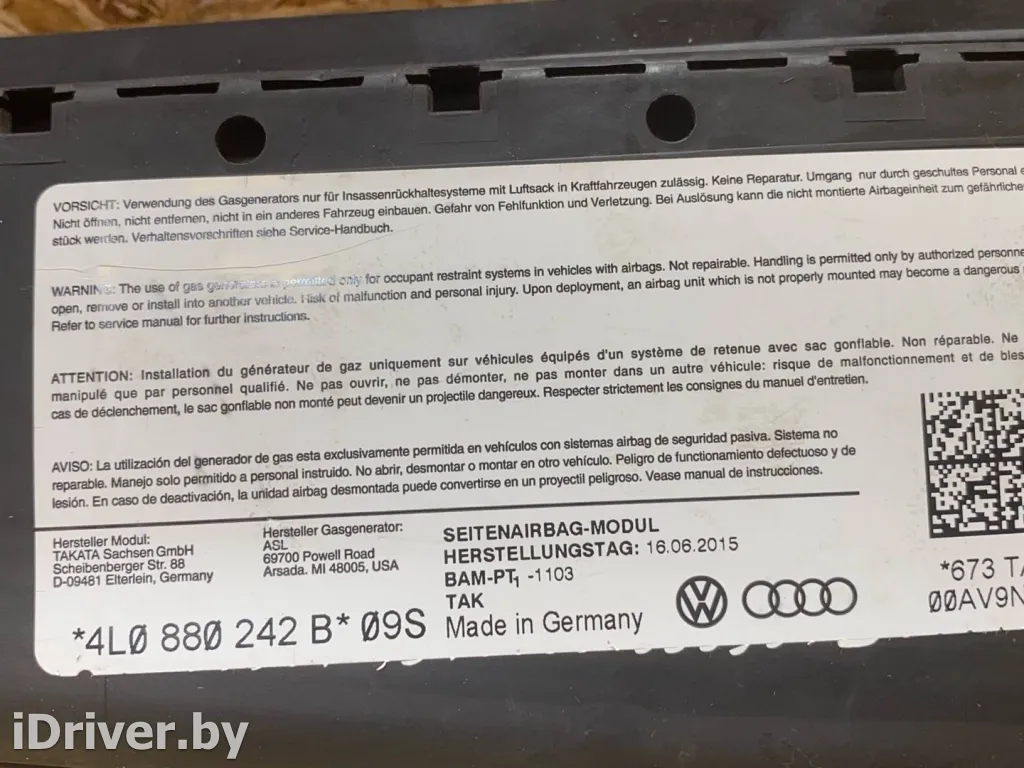 VORSICHT: Verwendung des Gasgenerators nur für Insassenrückhaltesysteme mit Luftsack in Kraftfahrzeugen zulässig. Keine Reparatur. Umgang nur durch geschultes Personal
Nicht öffnen, nicht entfernen, nicht in ein anderes Fahrzeug einbauen. Gefahr von Fehlfunktion und Verletzung. Bei Auslösung kann die nicht montierte Airbageinheit zum gefährliche
stück werden. Verhaltensvorschriften siehe Service-Handbuch.
WARNING: The use of gas is permitted only for occupant restraint systems in vehicles with airbags. Not repairable. Handling is permitted only by authorized personne
open, remove or install into another vehicle. Risk of malfunction and personal injury. Upon deployment, an airbag unit which is not properly mounted may become a dangerous
Refer to service manual for further instructions.
ATTENTION: Installation du générateur de gaz uniquement sur véhicules équipés d'un système de retenue avec sac gonflable. Non réparable. Ne
manipulé que par personnel qualifié. Ne pas ouvrir, ne pas démonter, ne pas monter dans un autre véhicule: risque de malfonctionnement et de bles
cas de déclenchement, le sac gonflable non monté peut devenir un projectile dangereux. Respecter strictement les consignes du manuel d'entretien.
AVISO: La utilización del generador de gas esta exclusivamente permitida en vehículos con sistemas airbag de seguridad pasiva. Sistema no
reparable. Manejo solo permitido a personal instruido. No abrir, desmontar o montar en otro vehículo. Peligro de funcionamiento defectuoso y de
lesión. En caso de deactivación, la unidad airbag desmontada puede convertirse en un proyectil peligroso. Vease manual de instrucciones.
Hersteller Modul:
TAKATA Sachsen GmbH
Scheibenberger Str. 88
D-09481 Elterlein, Germany
Hersteller Gasgenerator:
ASL
69700 Powell Road
Arsada. MI 48005, USA
SEITENAIRBAG-MODUL
HERSTELLUNGSTAG: 16.06.2015
BAM-PT1 -1103
TAK
Made in Germany
*4L0 880 242 B* 09S
*673 TA
00AV9N
iDriver.by